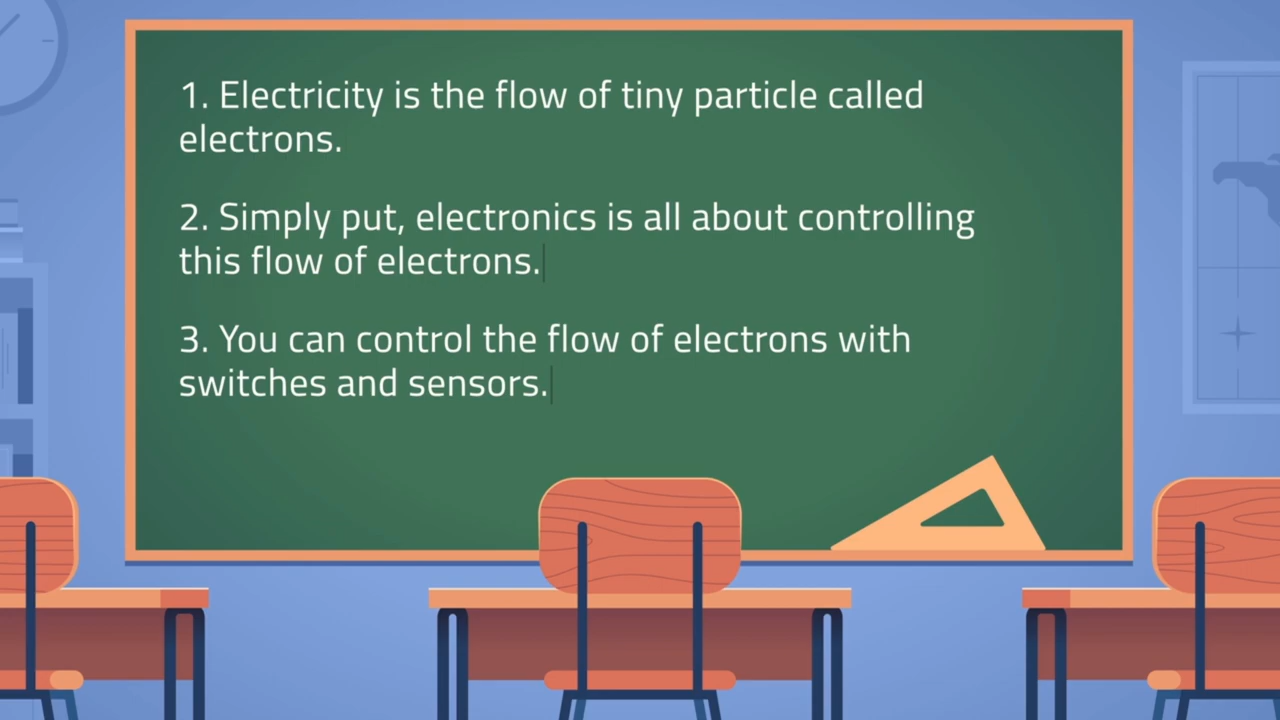 1. Electricity is the flow of tiny particle called
electrons.
2. Simply put, electronics is all about controlling
this flow of electrons.
3. You can control the flow of electrons with
switches and sensors.